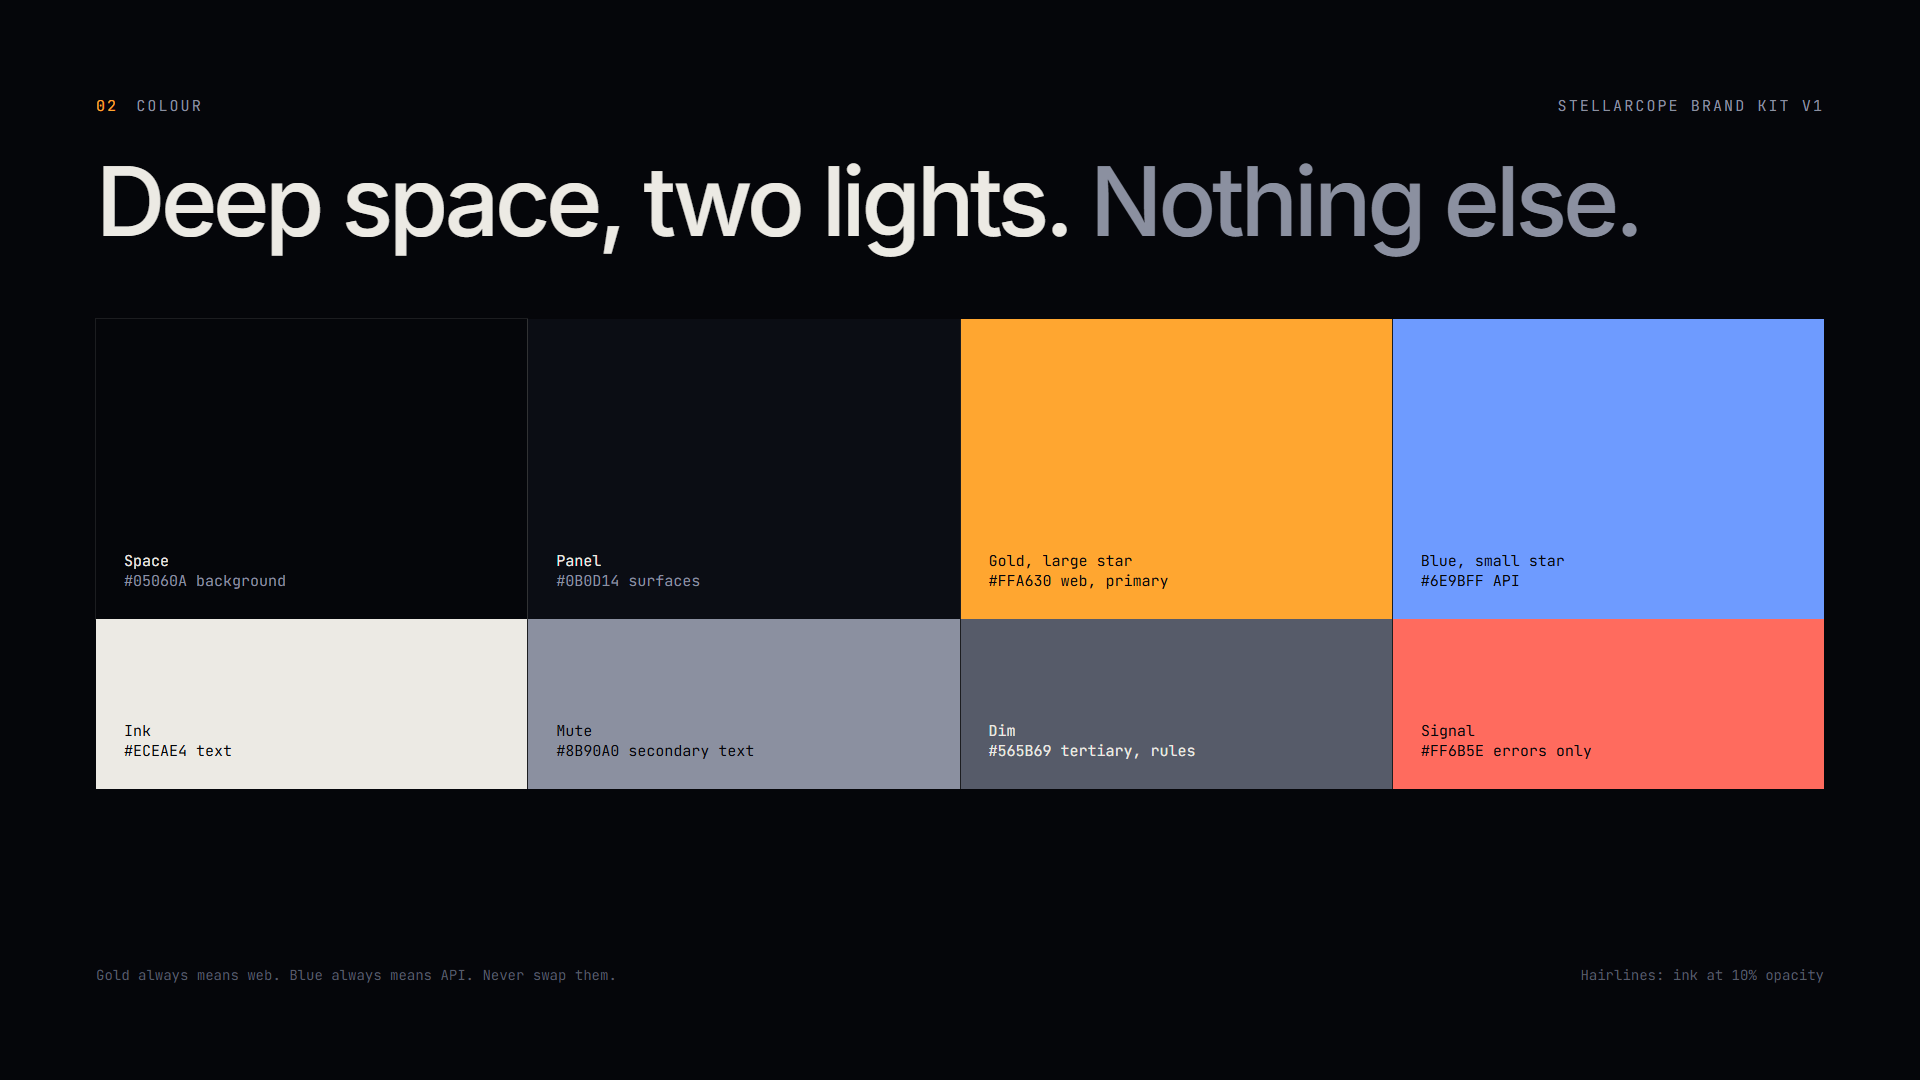 02 COLOUR
STELLARCOPE BRAND KIT V1
Deep space, two lights. Nothing else.
Space
#05060A background
Panel
#0B0D14 surfaces
Gold, large star
#FFA630 web, primary
Blue, small star
#6E9BFF API
Ink
#ECEAE4 text
Mute
#8B90A0 secondary text
Dim
#565B69 tertiary, rules
Signal
#FF6B5E errors only
Gold always means web. Blue always means API. Never swap them.
Hairlines: ink at 10% opacity